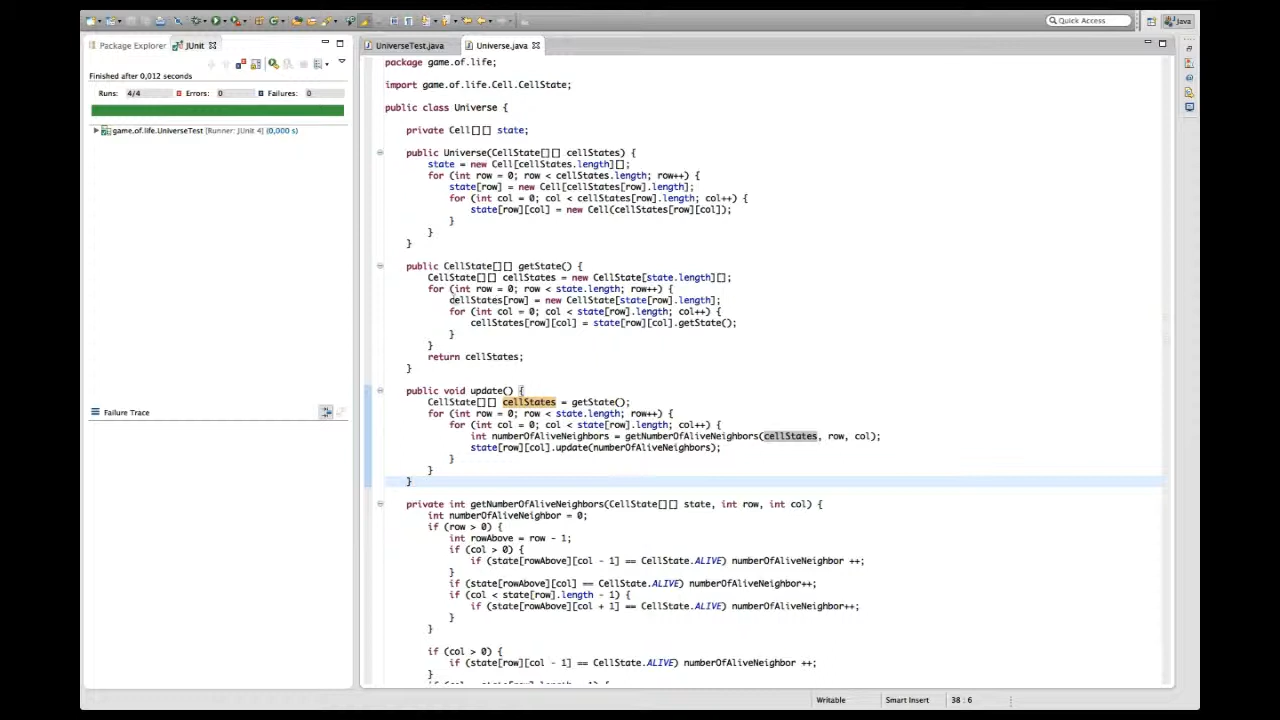 Quick Access
Java
Package Explorer
JUnit
UniverseTest.java
Universe.java
Finished after 0,012 seconds
Runs: 4/4
Errors: 0
Failures: 0
game.of.life.UniverseTest [Runner: JUnit 4] (0,000 s)
Failure Trace
package game.of.life;
import game.of.life.Cell.CellState;
public class Universe {
private Cell[][] state;
public Universe(CellState[][] cellStates) {
state = new Cell[cellStates.length][];
for (int row = 0; row < cellStates.length; row++) {
state[row] = new Cell[cellStates[row].length];
for (int col = 0; col < cellStates[row].length; col++) {
state[row][col] = new Cell(cellStates[row][col]);
}
}
}
public CellState[][] getState() {
CellState[][] cellStates = new CellState[state.length][];
for (int row = 0; row < state.length; row++) {
cellStates[row] = new CellState[state[row].length];
for (int col = 0; col < state[row].length; col++) {
cellStates[row][col] = state[row][col].getState();
}
}
return cellStates;
}
public void update() {
CellState[][] cellStates = getState();
for (int row = 0; row < state.length; row++) {
for (int col = 0; col < state[row].length; col++) {
int numberOfAliveNeighbors = getNumberOfAliveNeighbors(cellStates, row, col);
state[row][col].update(numberOfAliveNeighbors);
}
}
}
private int getNumberOfAliveNeighbors(CellState[][] state, int row, int col) {
int numberOfAliveNeighbor = 0;
if (row > 0) {
int rowAbove = row - 1;
if (col > 0) {
if (state[rowAbove][col - 1] == CellState.ALIVE) numberOfAliveNeighbor ++;
}
if (state[rowAbove][col] == CellState.ALIVE) numberOfAliveNeighbor++;
if (col < state[row].length - 1) {
if (state[rowAbove][col + 1] == CellState.ALIVE) numberOfAliveNeighbor++;
}
}
if (col > 0) {
if (state[row][col - 1] == CellState.ALIVE) numberOfAliveNeighbor ++;
}
Writable
Smart Insert
38 : 6